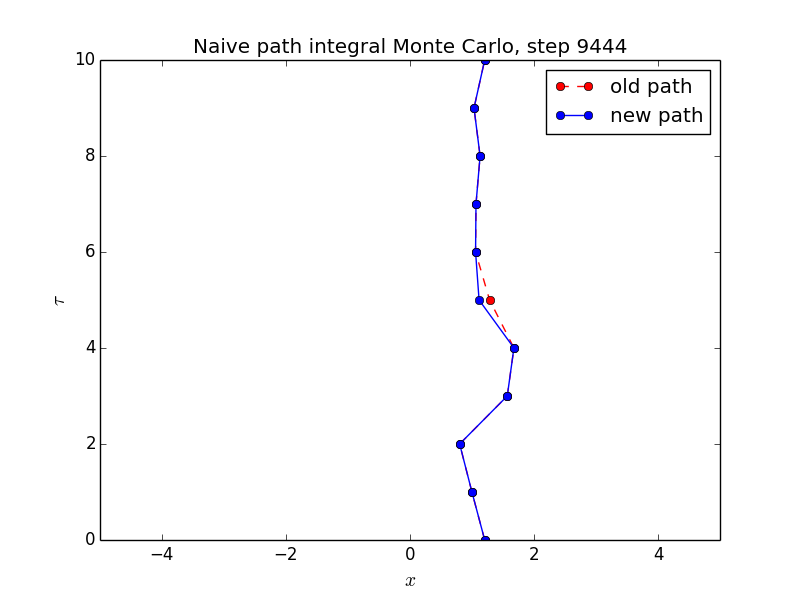 Naive path integral Monte Carlo, step 9444
old path
new path
10
8
6
4
2
0
τ
−4 −2 0 2 4
x